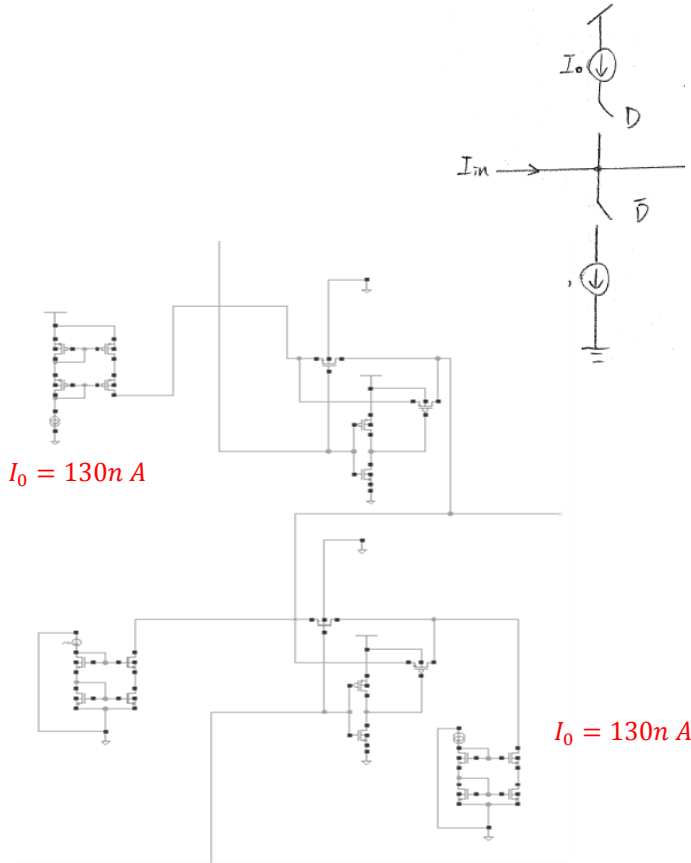 I₀
D
Iin
D̄
I₀ = 130n A
I₀ = 130n A